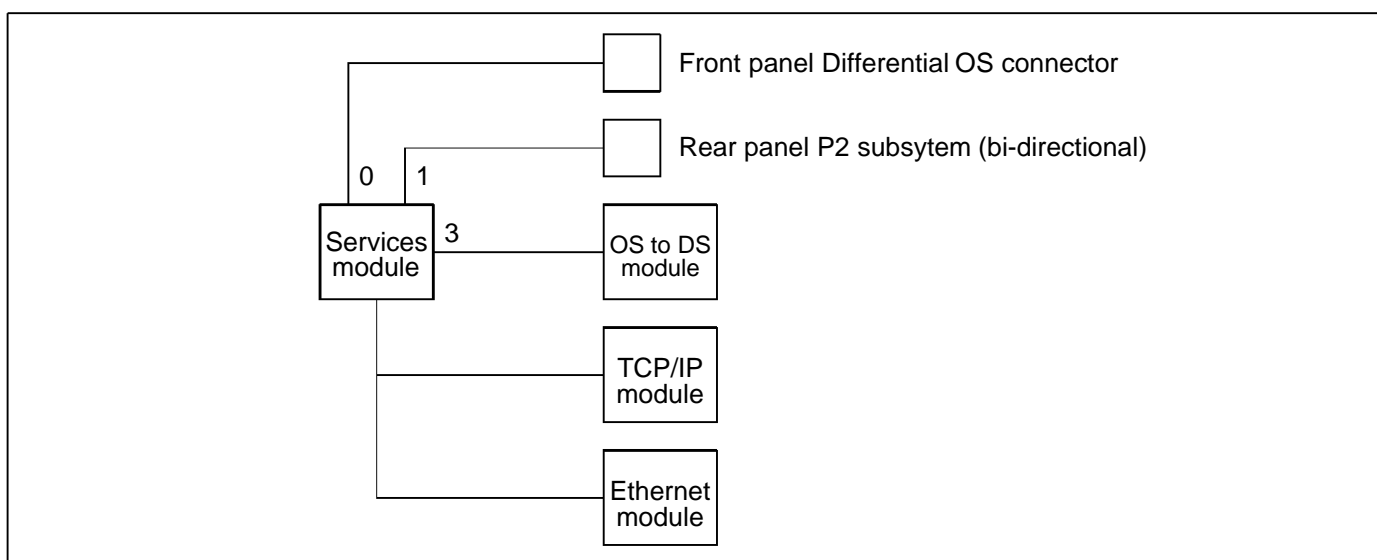 Front panel Differential OS connector
Rear panel P2 subsytem (bi-directional)
0
1
3
Services
module
OS to DS
module
TCP/IP
module
Ethernet
module